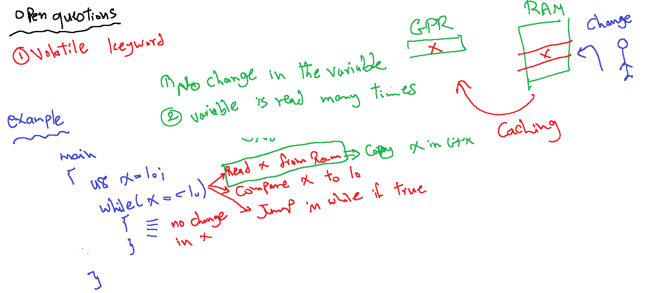 Open questions
① Volatile keyword
GPR
x
RAM
x
Change
① No change in the variable
② variable is read many times
Caching
example
main
{
u8 x = 10;
while( x = <10)
Read x from Ram
Copy x in GPR
Compare x to 10
Jump in while if true
{
no change
in x
}
}